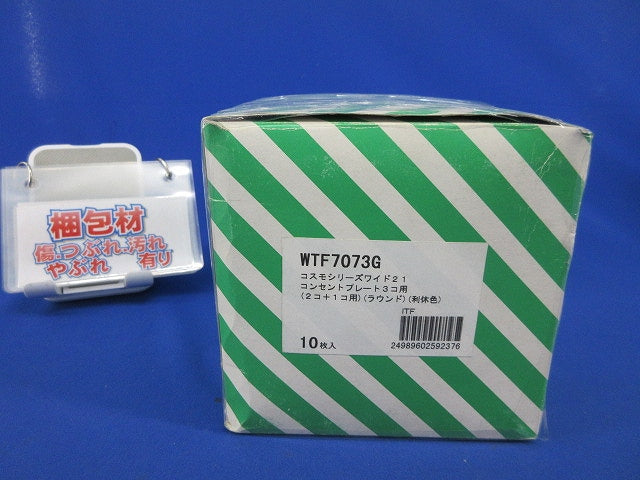 梱包材
傷.つぶれ.汚れ
やぶれ 有り
WTF7073G
コスモシリーズワイド21
コンセントプレート3コ用
(2コ+1コ用)(ラウンド)(利休色)
ITF
10枚入
24989602592376